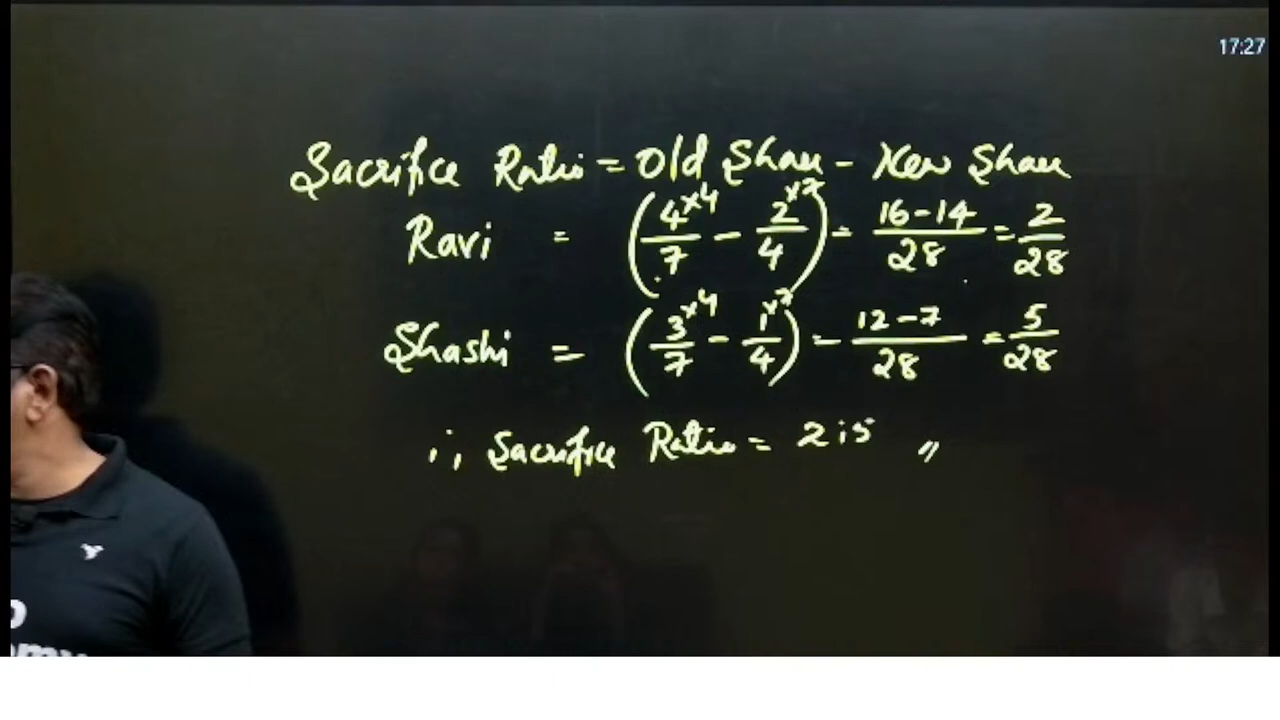 17:27
Sacrifice Ratio = Old Share - New Share
Ravi = (4×4/7 - 2×7/4) = 16-14/28 = 2/28
Shashi = (3×4/7 - 1×7/4) = 12-7/28 = 5/28
∴ Sacrifice Ratio = 2:5 〃